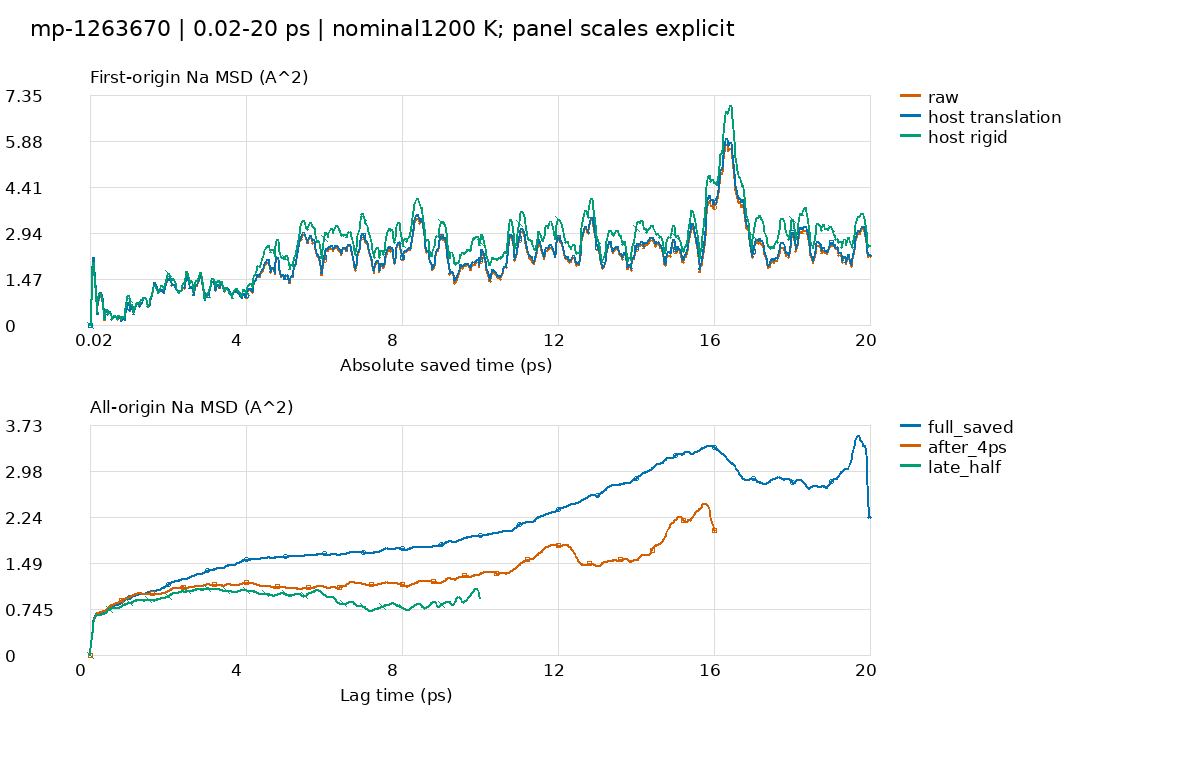 mp-1263670 | 0.02-20 ps | nominal1200 K; panel scales explicit
First-origin Na MSD (A^2)
7.35
5.88
4.41
2.94
1.47
0
0.02 4 8 12 16 20
Absolute saved time (ps)
raw
host translation
host rigid
All-origin Na MSD (A^2)
3.73
2.98
2.24
1.49
0.745
0
0 4 8 12 16 20
Lag time (ps)
full_saved
after_4ps
late_half